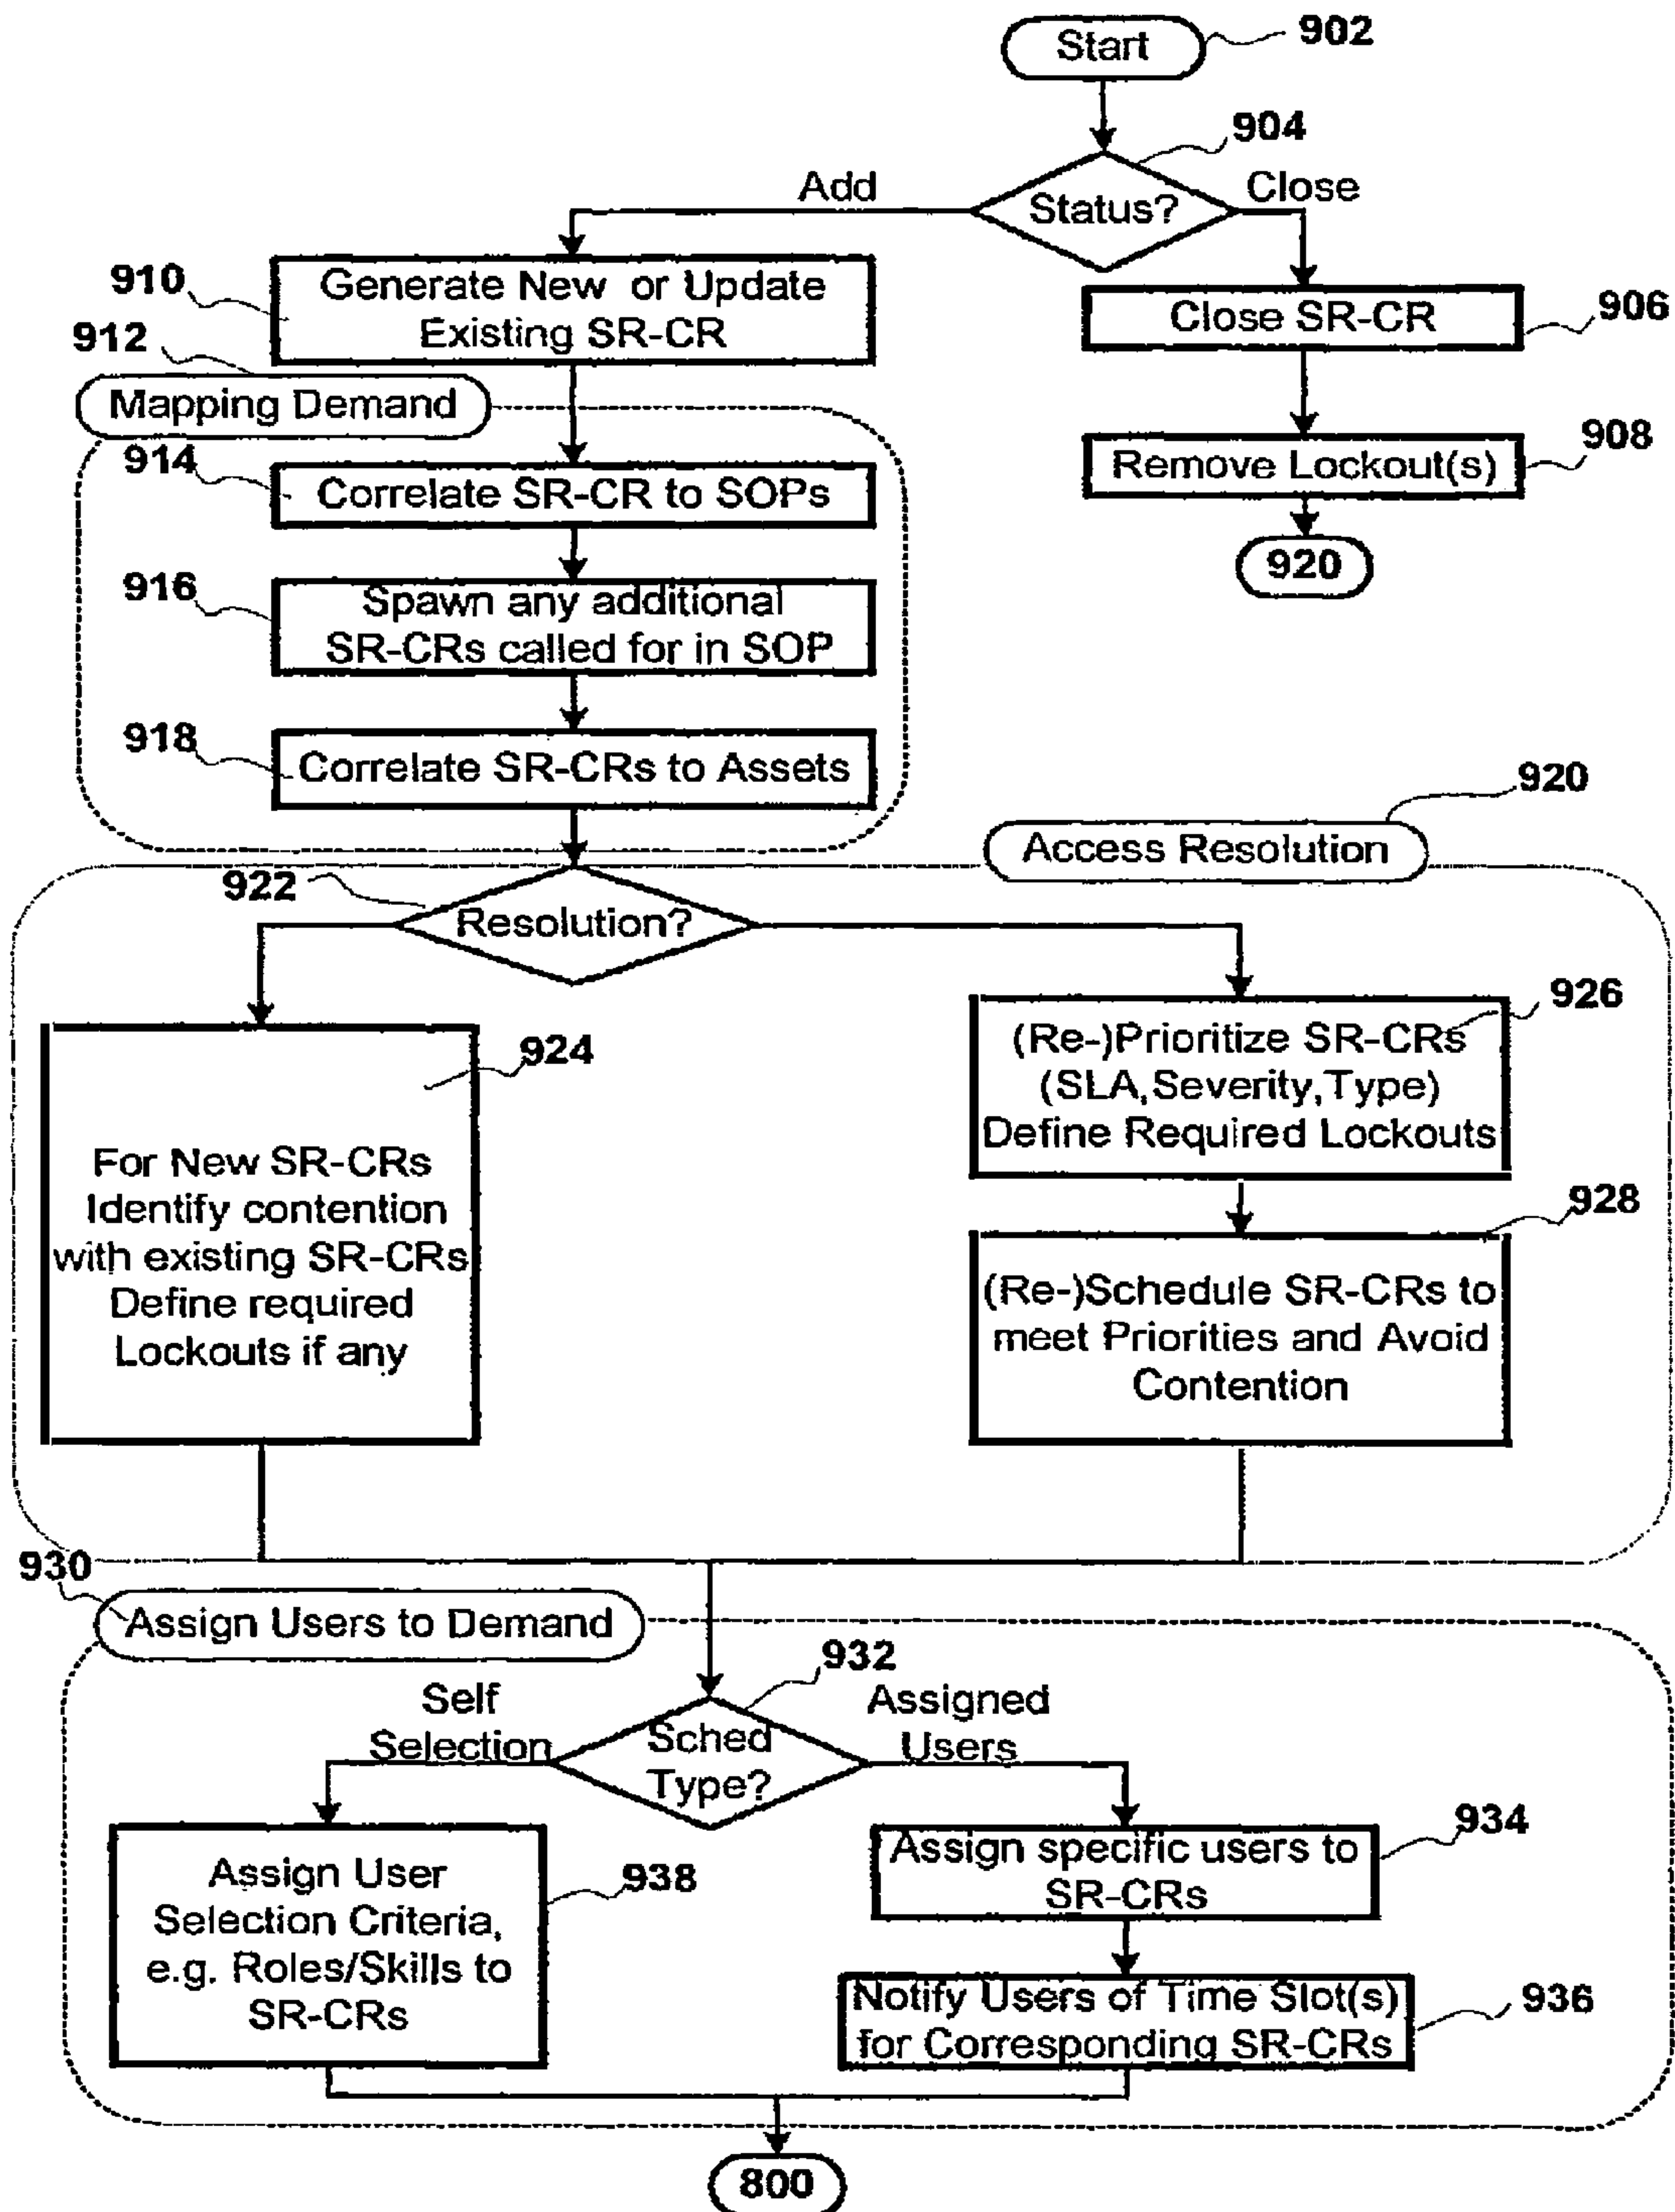 Start
902
904
Add
Status?
Close
910
Generate New or Update
Existing SR-CR
Close SR-CR
906
912
Mapping Demand
Remove Lockout(s)
908
914
Correlate SR-CR to SOPs
920
916
Spawn any additional
SR-CRs called for in SOP
918
Correlate SR-CRs to Assets
920
Access Resolution
922
Resolution?
924
For New SR-CRs
Identify contention
with existing SR-CRs
Define required
Lockouts if any
926
(Re-)Prioritize SR-CRs
(SLA,Severity,Type)
Define Required Lockouts
928
(Re-)Schedule SR-CRs to
meet Priorities and Avoid
Contention
930
Assign Users to Demand
932
Self
Selection
Sched
Type?
Assigned
Users
938
Assign User
Selection Criteria,
e.g. Roles/Skills to
SR-CRs
934
Assign specific users to
SR-CRs
936
Notify Users of Time Slot(s)
for Corresponding SR-CRs
800